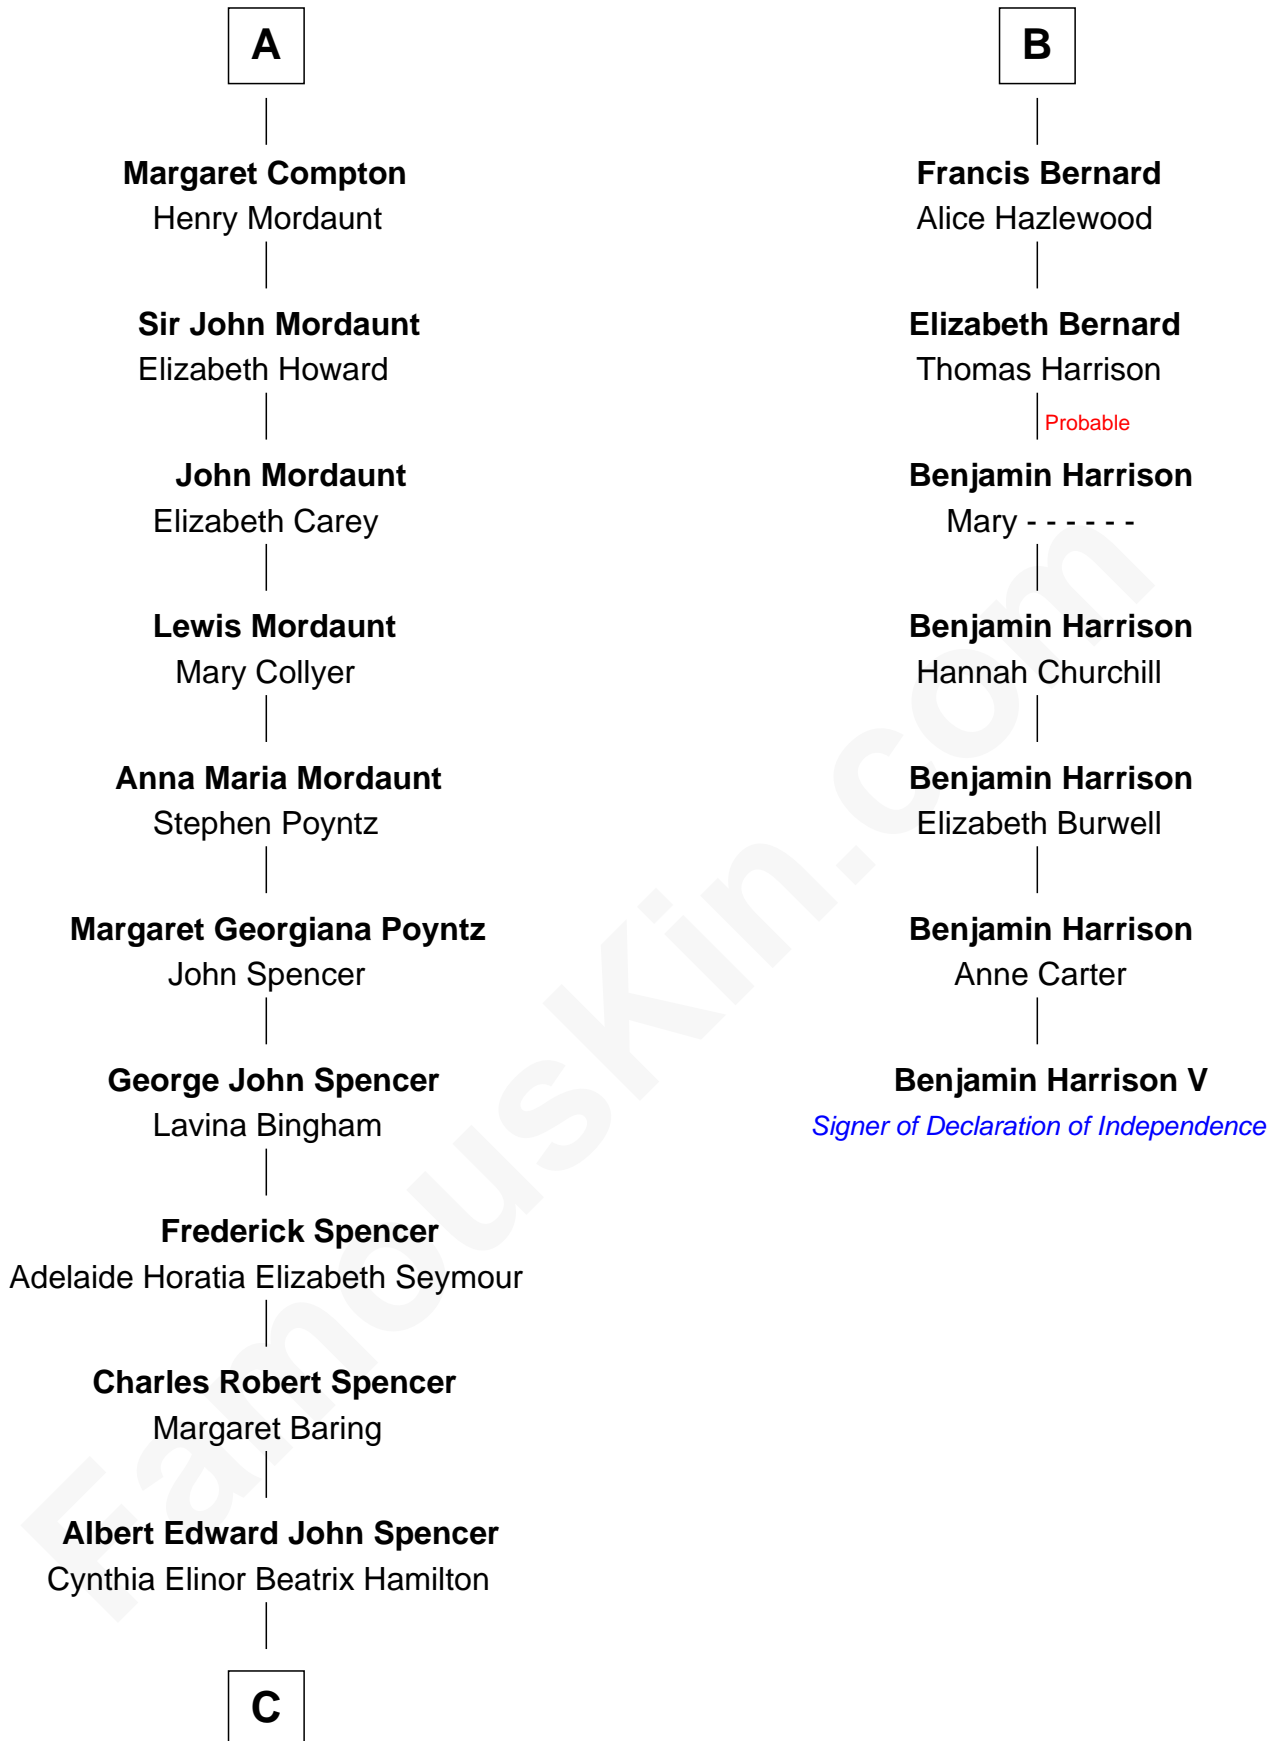 A
Margaret Compton
Henry Mordaunt
Sir John Mordaunt
Elizabeth Howard
John Mordaunt
Elizabeth Carey
Lewis Mordaunt
Mary Collyer
Anna Maria Mordaunt
Stephen Poyntz
Margaret Georgiana Poyntz
John Spencer
George John Spencer
Lavina Bingham
Frederick Spencer
Adelaide Horatia Elizabeth Seymour
Charles Robert Spencer
Margaret Baring
Albert Edward John Spencer
Cynthia Elinor Beatrix Hamilton
C
B
Francis Bernard
Alice Hazlewood
Elizabeth Bernard
Thomas Harrison
Probable
Benjamin Harrison
Mary - - - - - -
Benjamin Harrison
Hannah Churchill
Benjamin Harrison
Elizabeth Burwell
Benjamin Harrison
Anne Carter
Benjamin Harrison V
Signer of Declaration of Independence
FamousKin.com